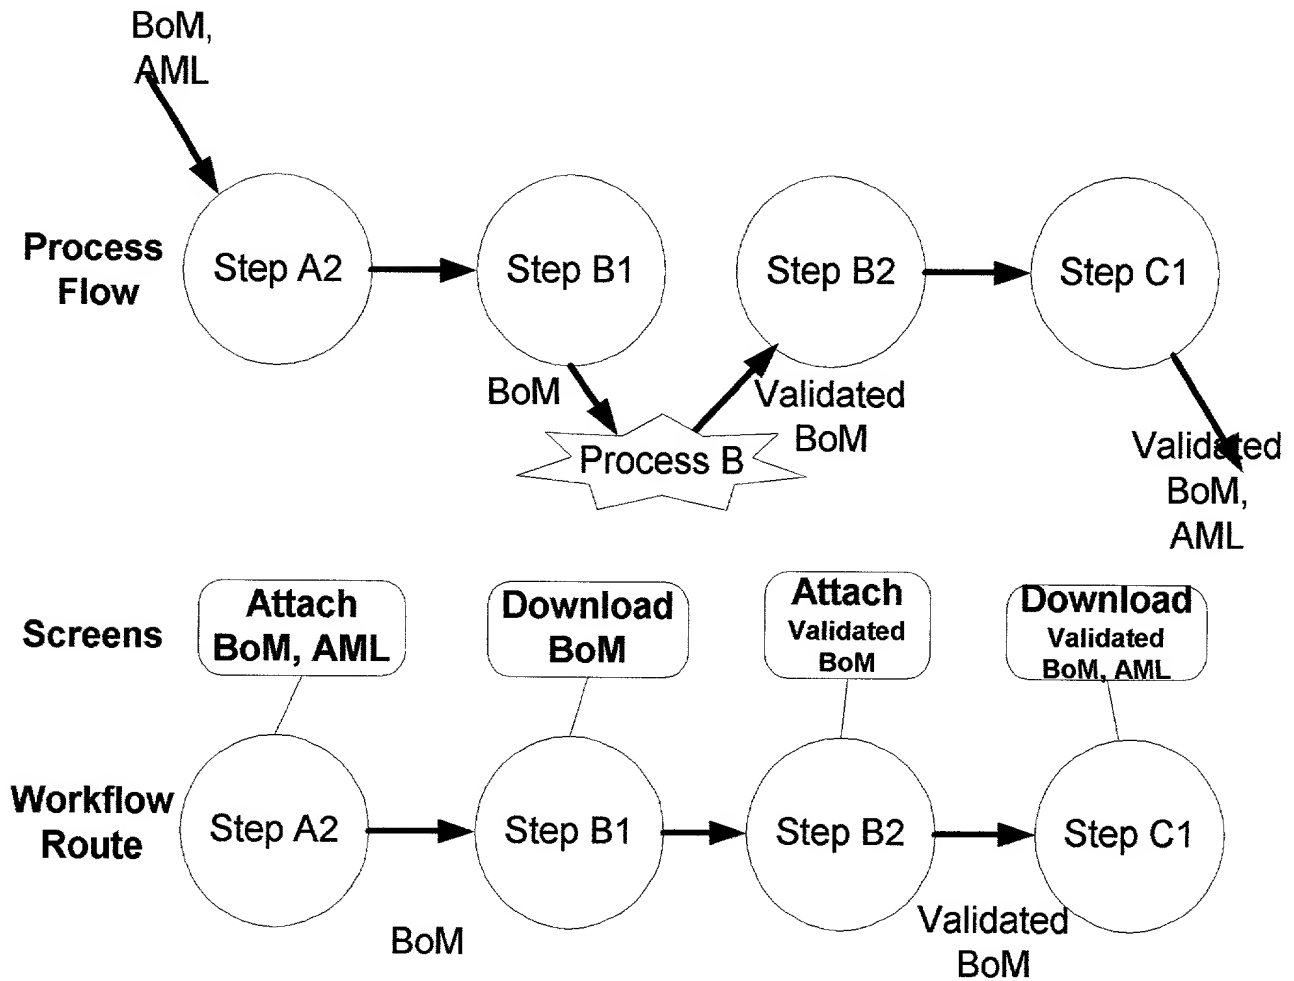 BoM,
AML
Process
Flow
Step A2
Step B1
Step B2
Step C1
BoM
Validated
BoM
Process B
Validated
BoM,
AML
Screens
Attach
BoM, AML
Download
BoM
Attach
Validated
BoM
Download
Validated
BoM, AML
Workflow
Route
Step A2
Step B1
Step B2
Step C1
BoM
Validated
BoM